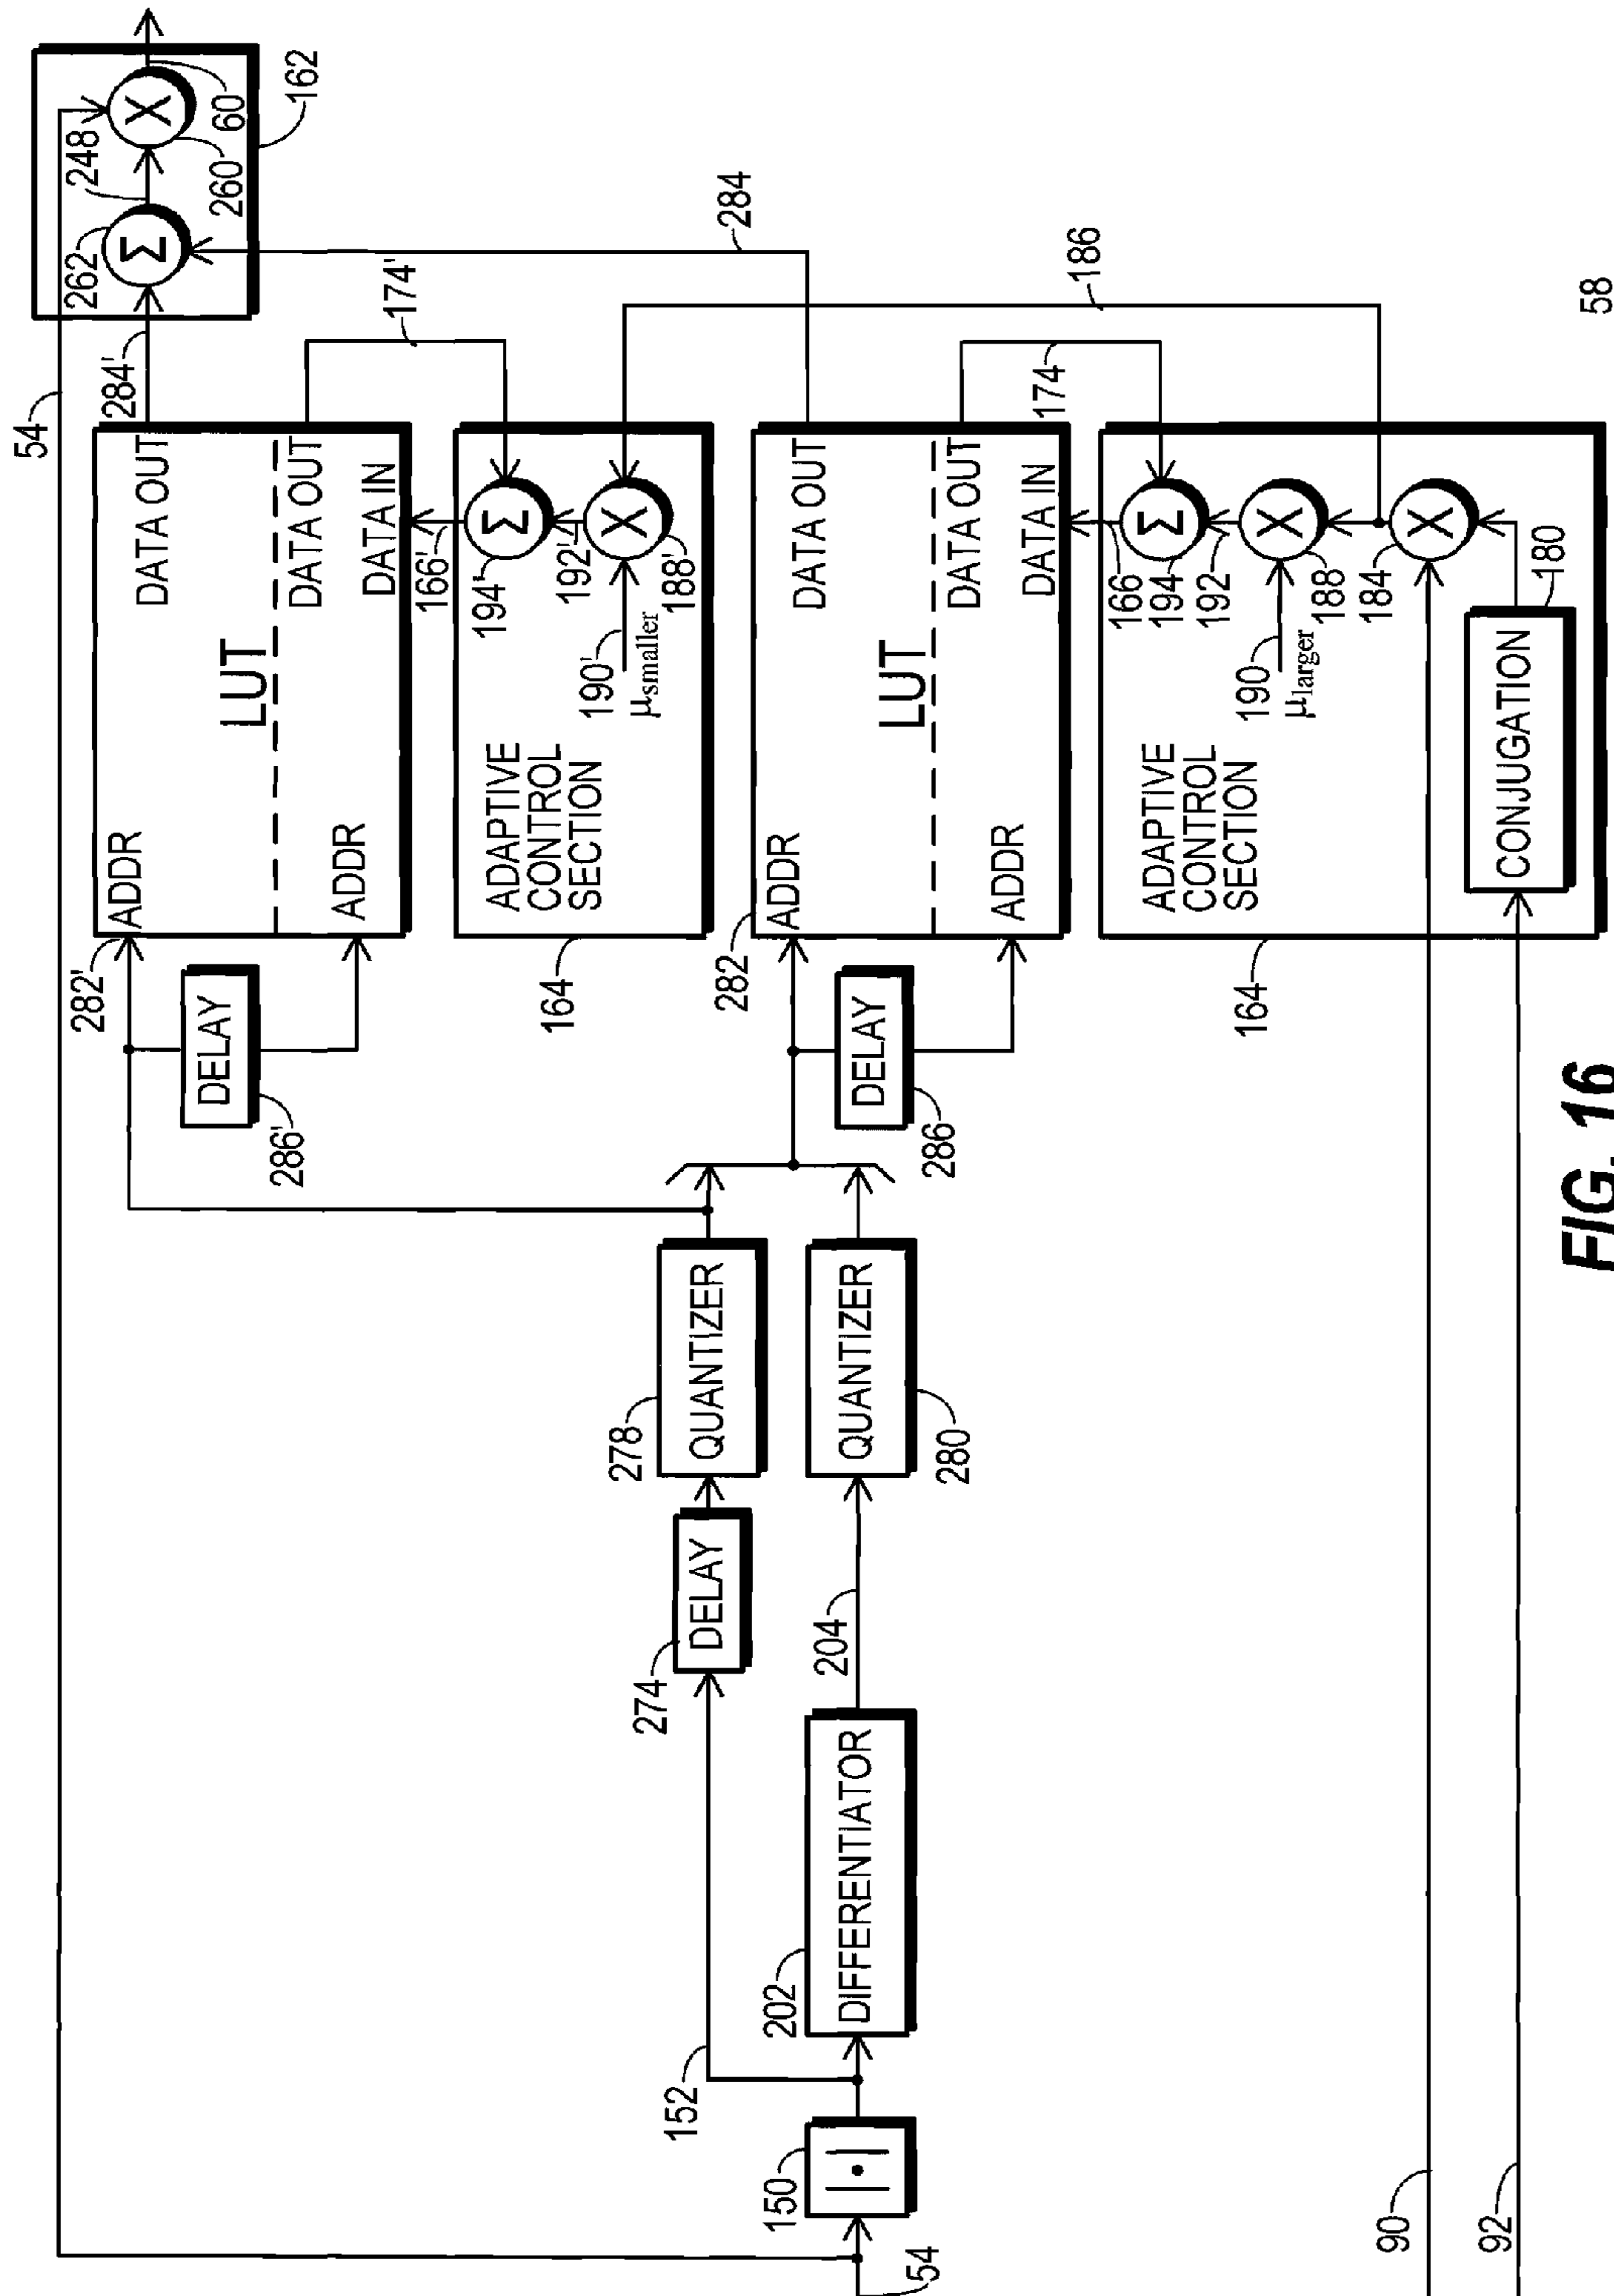 54
282'
ADDR
DATA OUT
284'
262
248
260
60
162
DELAY
286'
LUT
ADDR
DATA OUT
DATA IN
174'
284
ADAPTIVE
CONTROL
SECTION
166'
194'
Σ
192'
X
188'
190'
μsmaller
164
186
282
ADDR
DATA OUT
DELAY
286
LUT
ADDR
DATA OUT
DATA IN
174
ADAPTIVE
CONTROL
SECTION
166
194
Σ
192
X
188
190
μlarger
184
X
CONJUGATION
180
164
58
Σ
X
54
150
|•|
152
202
DIFFERENTIATOR
204
274
DELAY
278
QUANTIZER
QUANTIZER
280
90
92
FIG. 16